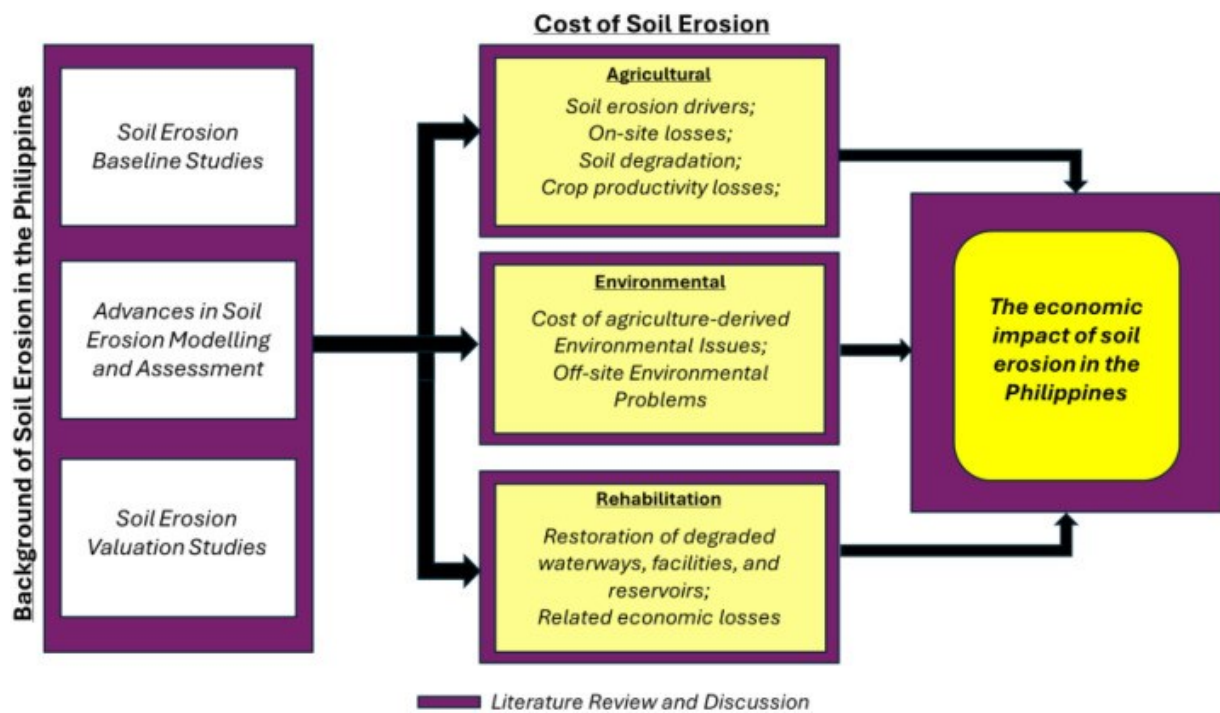 Background of Soil Erosion in the Philippines
Soil Erosion
Baseline Studies
Advances in Soil
Erosion Modelling
and Assessment
Soil Erosion
Valuation Studies
Cost of Soil Erosion
Agricultural
Soil erosion drivers;
On-site losses;
Soil degradation;
Crop productivity losses;
Environmental
Cost of agriculture-derived
Environmental Issues;
Off-site Environmental
Problems
Rehabilitation
Restoration of degraded
waterways, facilities, and
reservoirs;
Related economic losses
The economic
impact of soil
erosion in the
Philippines
Literature Review and Discussion